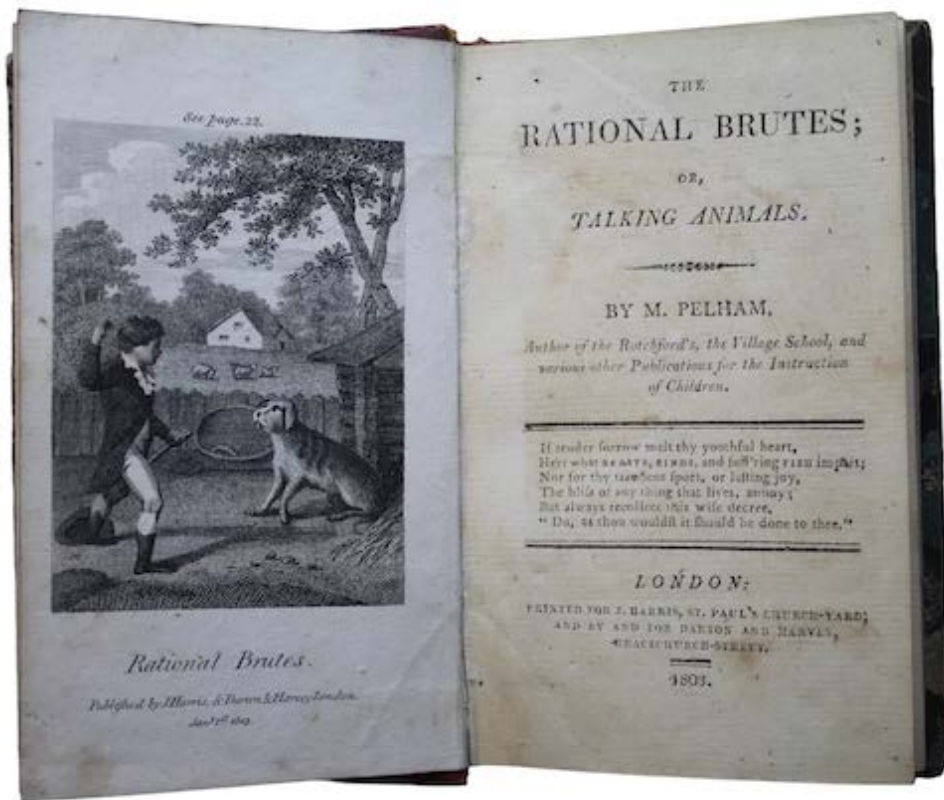 See page. 22.
Rational Brutes.
Published by J Harris, & Darton & Harvey London
Jany 1st 1803
THE
RATIONAL BRUTES;
OR,
TALKING ANIMALS.
BY M. PELHAM,
Author of the Rotchford's, the Village School, and
various other Publications for the Instruction
of Children.
If tender sorrow melt thy youthful heart,
Here what BEASTS, BIRDS, and suff'ring FISH impart;
Nor for thy sport, or lasting joy,
The bliss of any thing that lives, annoy;
But always recollect this wise decree,
" Do, as thou wouldst it should be done to thee."
LONDON:
PRINTED FOR J. HARRIS, ST. PAUL'S CHURCH-YARD;
AND BY AND FOR DARTON AND HARVEY,
GRACECHURCH-STREET.
1803.